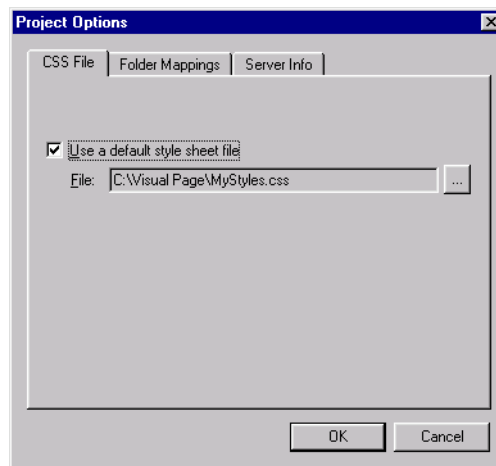 Project Options
CSS File Folder Mappings Server Info
Use a default style sheet file
File: C:\Visual Page\MyStyles.css ...
OK Cancel